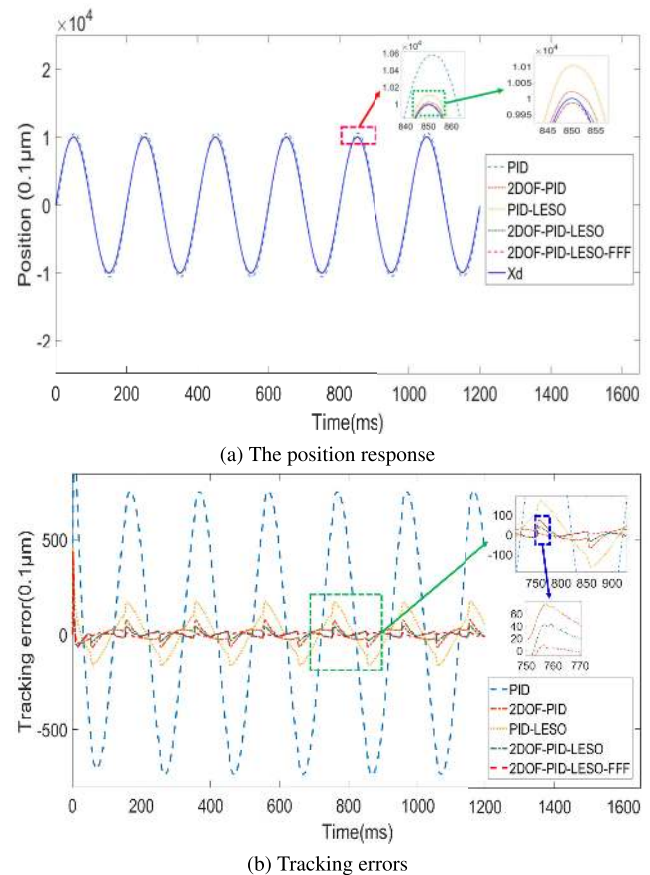 ×10⁴
2
1
0
-1
-2
Position (0.1μm)
0 200 400 600 800 1000 1200 1400 1600
Time(ms)
×10⁴
1.06
1.04
1.02
1
840 850 860
×10⁴
1.01
1.005
1
0.995
845 850 855
PID
2DOF-PID
PID-LESO
2DOF-PID-LESO
2DOF-PID-LESO-FFF
Xd
(a) The position response
500
0
-500
Tracking error(0.1μm)
0 200 400 600 800 1000 1200 1400 1600
Time(ms)
100
0
-100
750 800 850 900
60
40
20
0
750 760 770
PID
2DOF-PID
PID-LESO
2DOF-PID-LESO
2DOF-PID-LESO-FFF
(b) Tracking errors